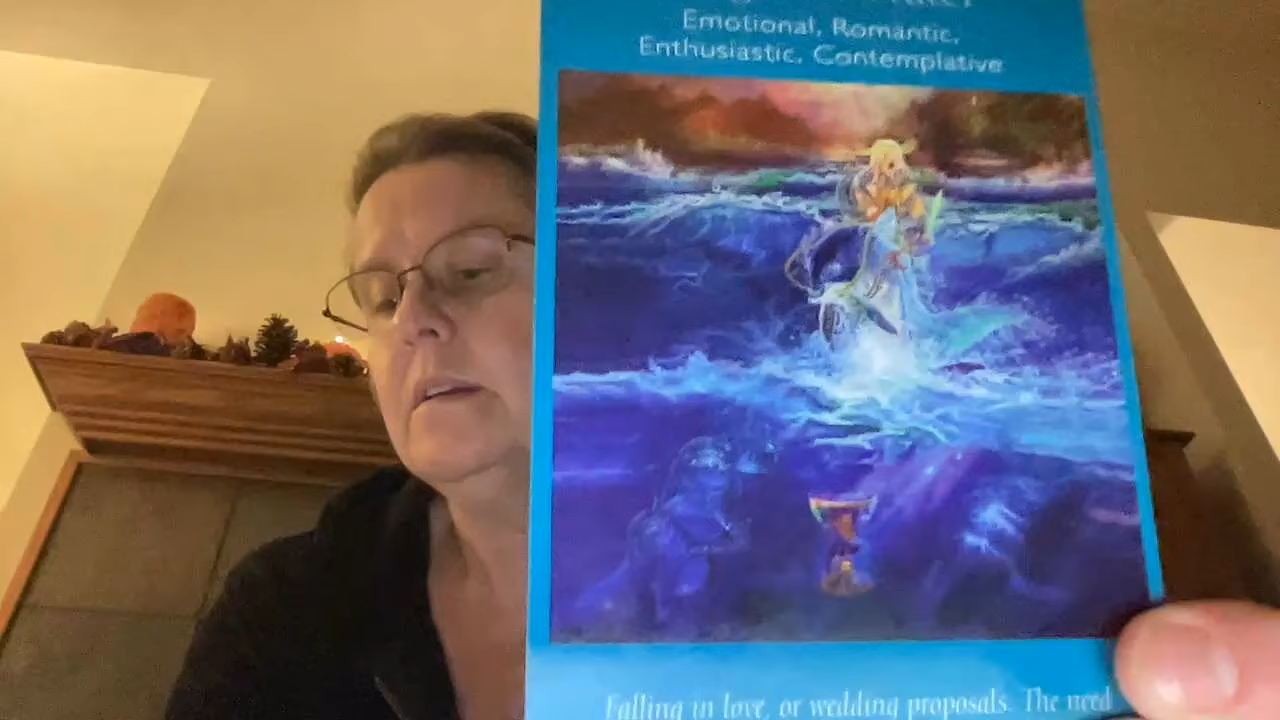 Emotional, Romantic,
Enthusiastic, Contemplative
Falling in love, or wedding proposals. The need